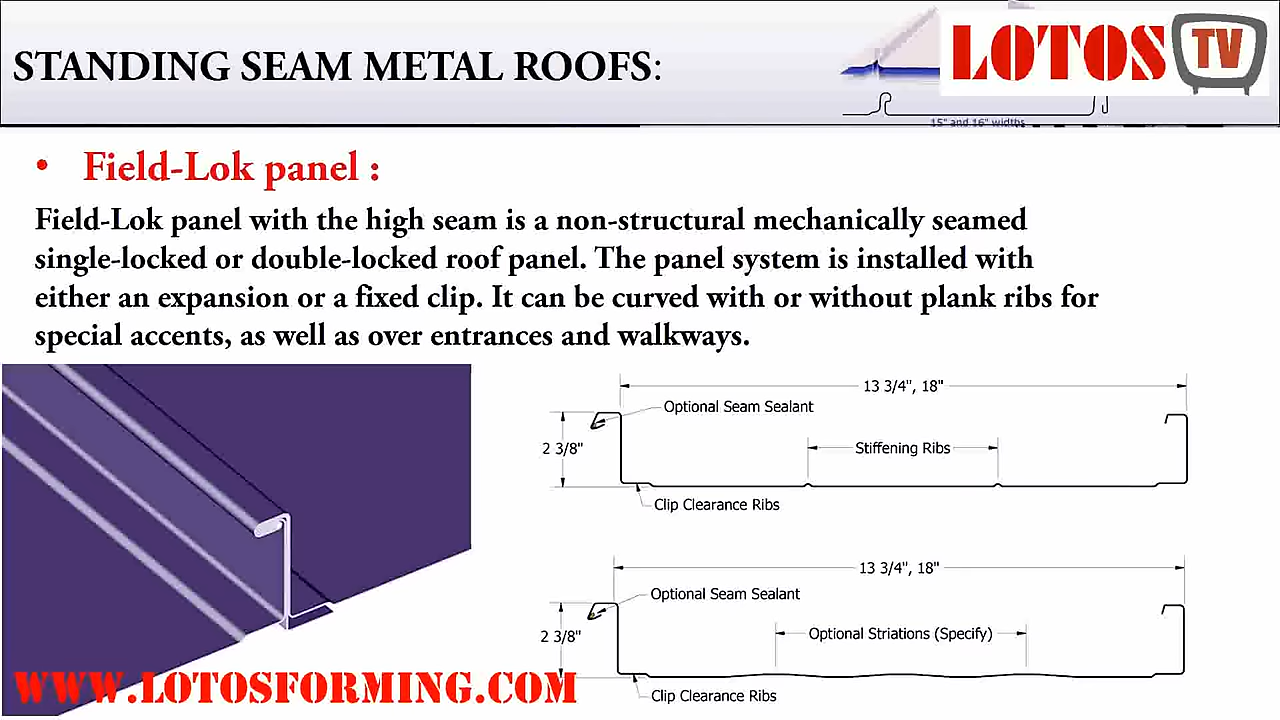 STANDING SEAM METAL ROOFS:
LOTOS TV
15" and 16" widths
• Field-Lok panel :
Field-Lok panel with the high seam is a non-structural mechanically seamed
single-locked or double-locked roof panel. The panel system is installed with
either an expansion or a fixed clip. It can be curved with or without plank ribs for
special accents, as well as over entrances and walkways.
13 3/4", 18"
Optional Seam Sealant
2 3/8"
Stiffening Ribs
Clip Clearance Ribs
13 3/4", 18"
Optional Seam Sealant
2 3/8"
Optional Striations (Specify)
Clip Clearance Ribs
WWW.LOTOSFORMING.COM